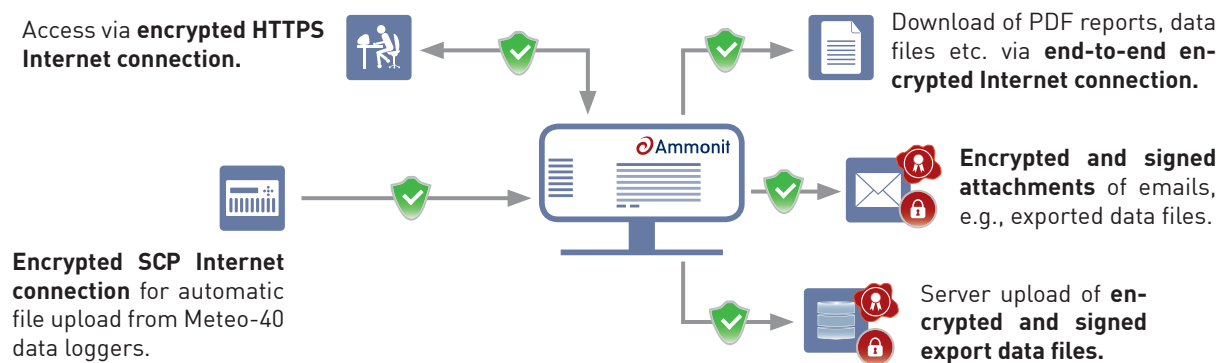 Access via encrypted HTTPS
Internet connection.
Download of PDF reports, data
files etc. via end-to-end en-
crypted Internet connection.
Ammonit
Encrypted and signed
attachments of emails,
e.g., exported data files.
Encrypted SCP Internet
connection for automatic
file upload from Meteo-40
data loggers.
Server upload of en-
crypted and signed
export data files.